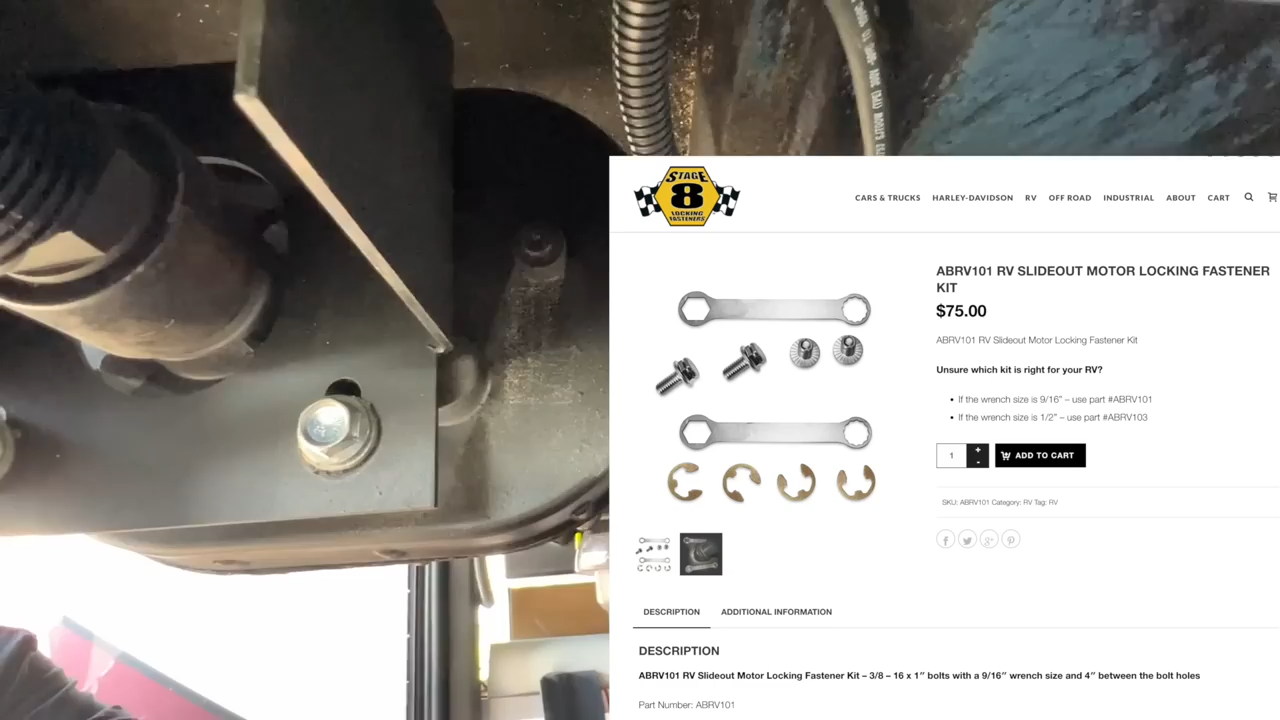 STAGE
8
LOCKING
FASTENERS
CARS & TRUCKS HARLEY-DAVIDSON RV OFF ROAD INDUSTRIAL ABOUT CART
ABRV101 RV SLIDEOUT MOTOR LOCKING FASTENER
KIT
$75.00
ABRV101 RV Slideout Motor Locking Fastener Kit
Unsure which kit is right for your RV?
If the wrench size is 9/16” – use part #ABRV101
If the wrench size is 1/2” – use part #ABRV103
1 + -
ADD TO CART
SKU: ABRV101 Category: RV Tag: RV
DESCRIPTION ADDITIONAL INFORMATION
DESCRIPTION
ABRV101 RV Slideout Motor Locking Fastener Kit – 3/8 – 16 x 1″ bolts with a 9/16″ wrench size and 4″ between the bolt holes
Part Number: ABRV101